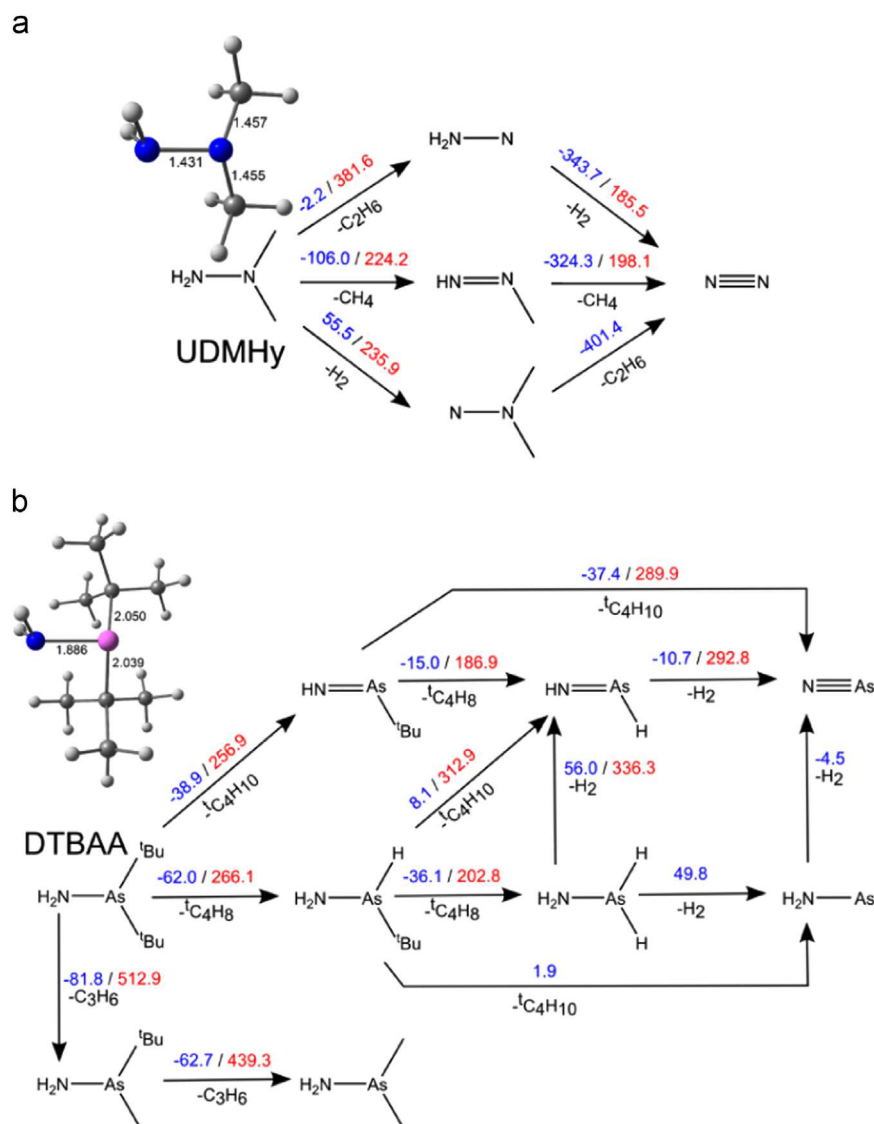 a
1.457
1.431
1.455
H₂N—N
-2.2 / 381.6
-C₂H₆
-343.7 / 185.5
-H₂
-106.0 / 224.2
-CH₄
-324.3 / 198.1
-CH₄
H₂N N
HN N
N N
UDMHy
55.5 / 235.9
-H₂
-401.4
-C₂H₆
N N
b
2.050
1.886
2.039
-37.4 / 289.9
-ᵗC₄H₁₀
HN As
ᵗBu
-15.0 / 186.9
-ᵗC₄H₈
HN As
H
-10.7 / 292.8
-H₂
N As
-38.9 / 256.9
-ᵗC₄H₁₀
8.1 / 312.9
-ᵗC₄H₁₀
56.0 / 336.3
-H₂
-4.5
-H₂
DTBAA
ᵗBu
H₂N As
ᵗBu
-62.0 / 266.1
-ᵗC₄H₈
H
H₂N As
ᵗBu
-36.1 / 202.8
-ᵗC₄H₈
H
H₂N As
H
49.8
-H₂
H₂N As
1.9
-ᵗC₄H₁₀
-81.8 / 512.9
-C₃H₆
ᵗBu
H₂N As
-62.7 / 439.3
-C₃H₆
H₂N As